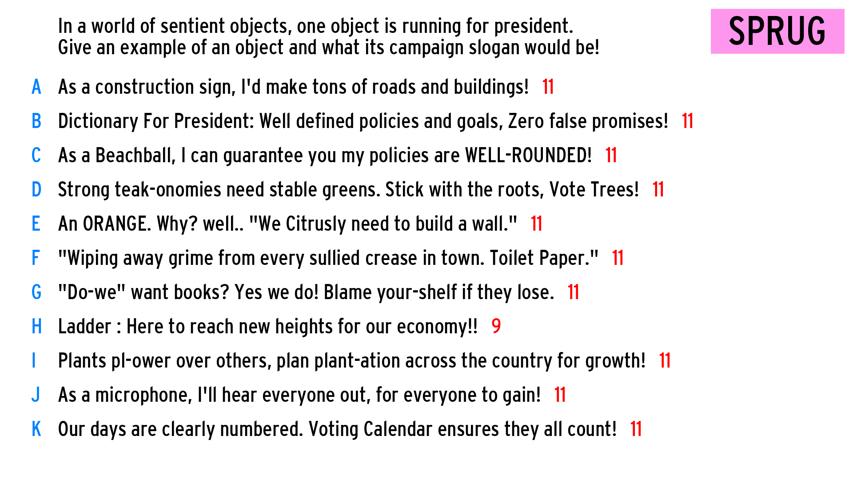 In a world of sentient objects, one object is running for president.
Give an example of an object and what its campaign slogan would be!
SPRUG
A As a construction sign, I'd make tons of roads and buildings! 11
B Dictionary For President: Well defined policies and goals, Zero false promises! 11
C As a Beachball, I can guarantee you my policies are WELL-ROUNDED! 11
D Strong teak-onomies need stable greens. Stick with the roots, Vote Trees! 11
E An ORANGE. Why? well.. "We Citrusly need to build a wall." 11
F "Wiping away grime from every sullied crease in town. Toilet Paper." 11
G "Do-we" want books? Yes we do! Blame your-shelf if they lose. 11
H Ladder : Here to reach new heights for our economy!! 9
I Plants pl-ower over others, plan plant-ation across the country for growth! 11
J As a microphone, I'll hear everyone out, for everyone to gain! 11
K Our days are clearly numbered. Voting Calendar ensures they all count! 11